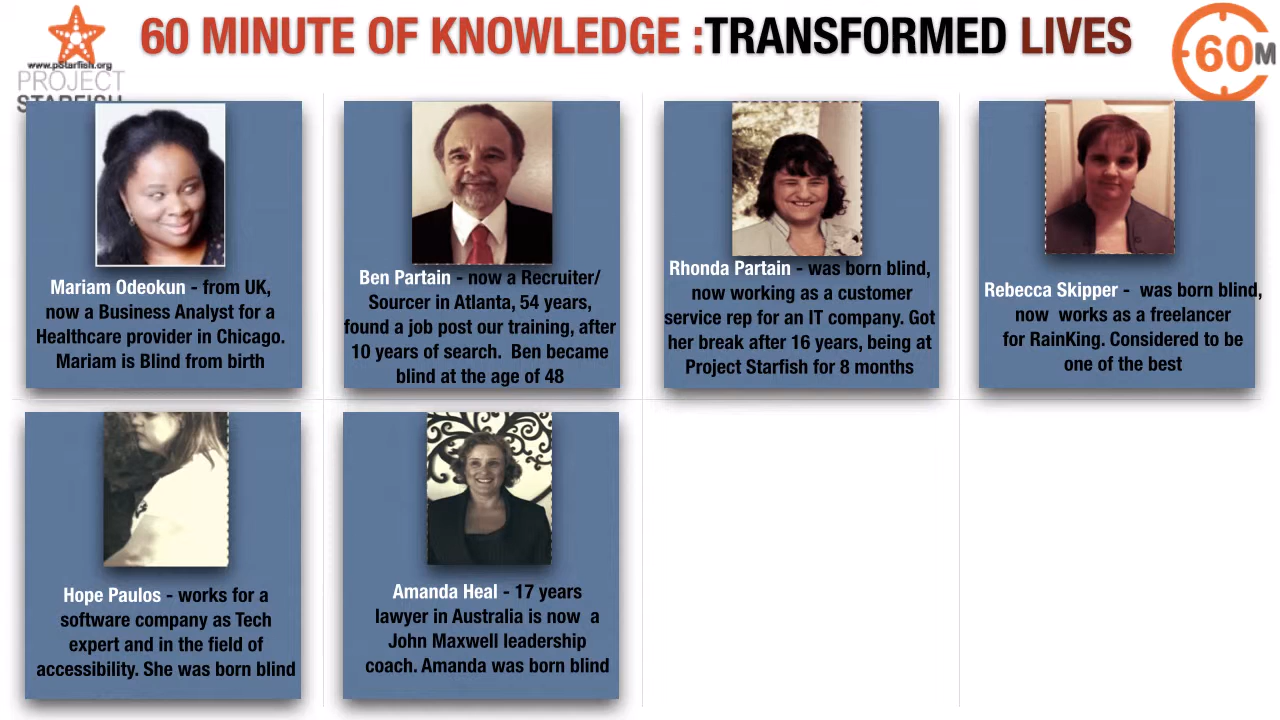 60 MINUTE OF KNOWLEDGE :TRANSFORMED LIVES
www.pStarfish.org
PROJECT
STARFISH
60M
Mariam Odeokun - from UK,
now a Business Analyst for a
Healthcare provider in Chicago.
Mariam is Blind from birth
Ben Partain - now a Recruiter/
Sourcer in Atlanta, 54 years,
found a job post our training, after
10 years of search. Ben became
blind at the age of 48
Rhonda Partain - was born blind,
now working as a customer
service rep for an IT company. Got
her break after 16 years, being at
Project Starfish for 8 months
Rebecca Skipper - was born blind,
now works as a freelancer
for RainKing. Considered to be
one of the best
Hope Paulos - works for a
software company as Tech
expert and in the field of
accessibility. She was born blind
Amanda Heal - 17 years
lawyer in Australia is now a
John Maxwell leadership
coach. Amanda was born blind